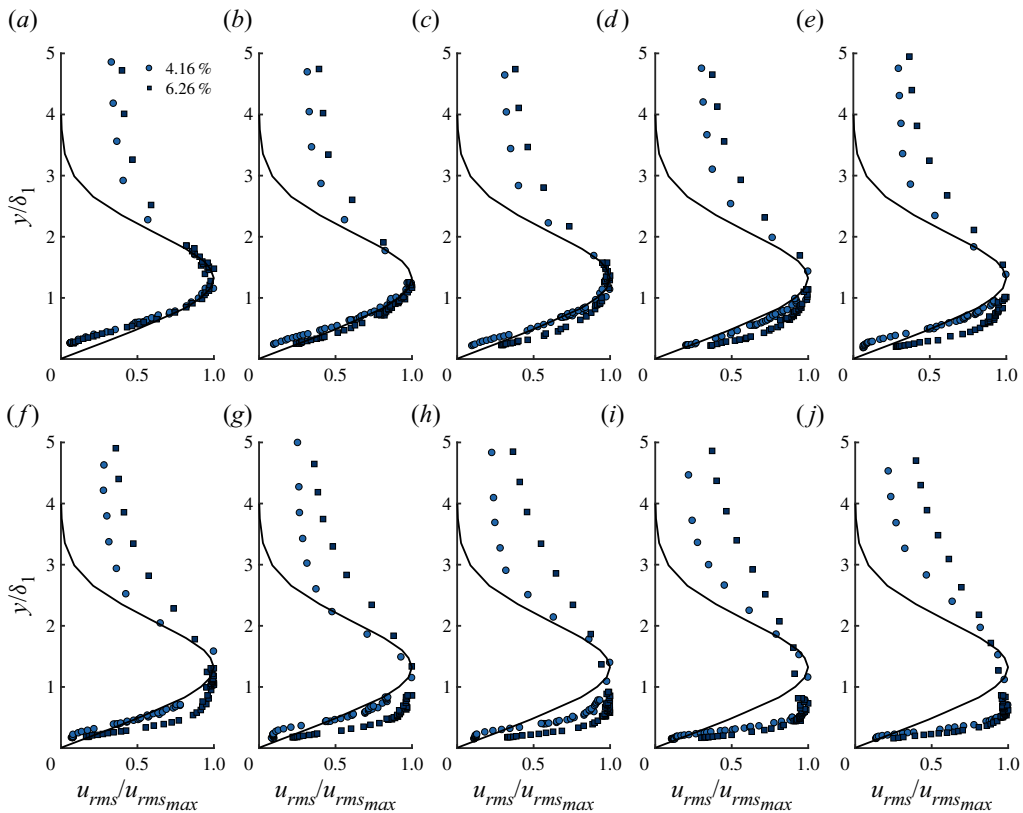 (a) (b) (c) (d) (e)
5 5 5 5 5
4.16 %
6.26 %
4 4 4 4 4
3 3 3 3 3
y/δ1
2 2 2 2 2
1 1 1 1 1
0 0.5 1.0 0 0.5 1.0 0 0.5 1.0 0 0.5 1.0 0 0.5 1.0
(f) (g) (h) (i) (j)
5 5 5 5 5
4 4 4 4 4
3 3 3 3 3
y/δ1
2 2 2 2 2
1 1 1 1 1
0 0.5 1.0 0 0.5 1.0 0 0.5 1.0 0 0.5 1.0 0 0.5 1.0
urms/urmsmax urms/urmsmax urms/urmsmax urms/urmsmax urms/urmsmax